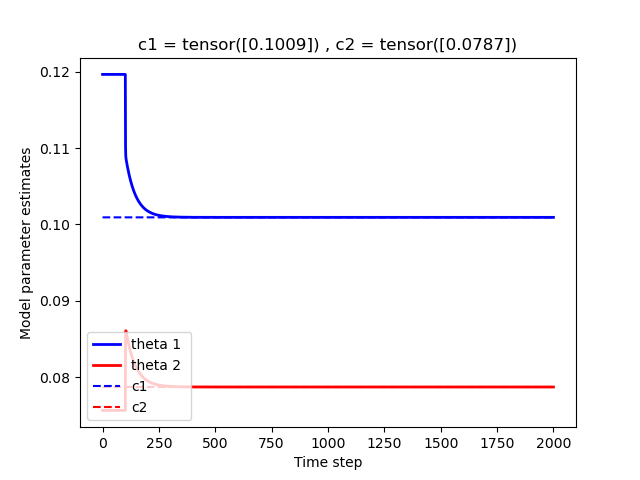 c1 = tensor([0.1009]) , c2 = tensor([0.0787])
Model parameter estimates
0.12
0.11
0.10
0.09
0.08
theta 1
theta 2
c1
c2
0 250 500 750 1000 1250 1500 1750 2000
Time step